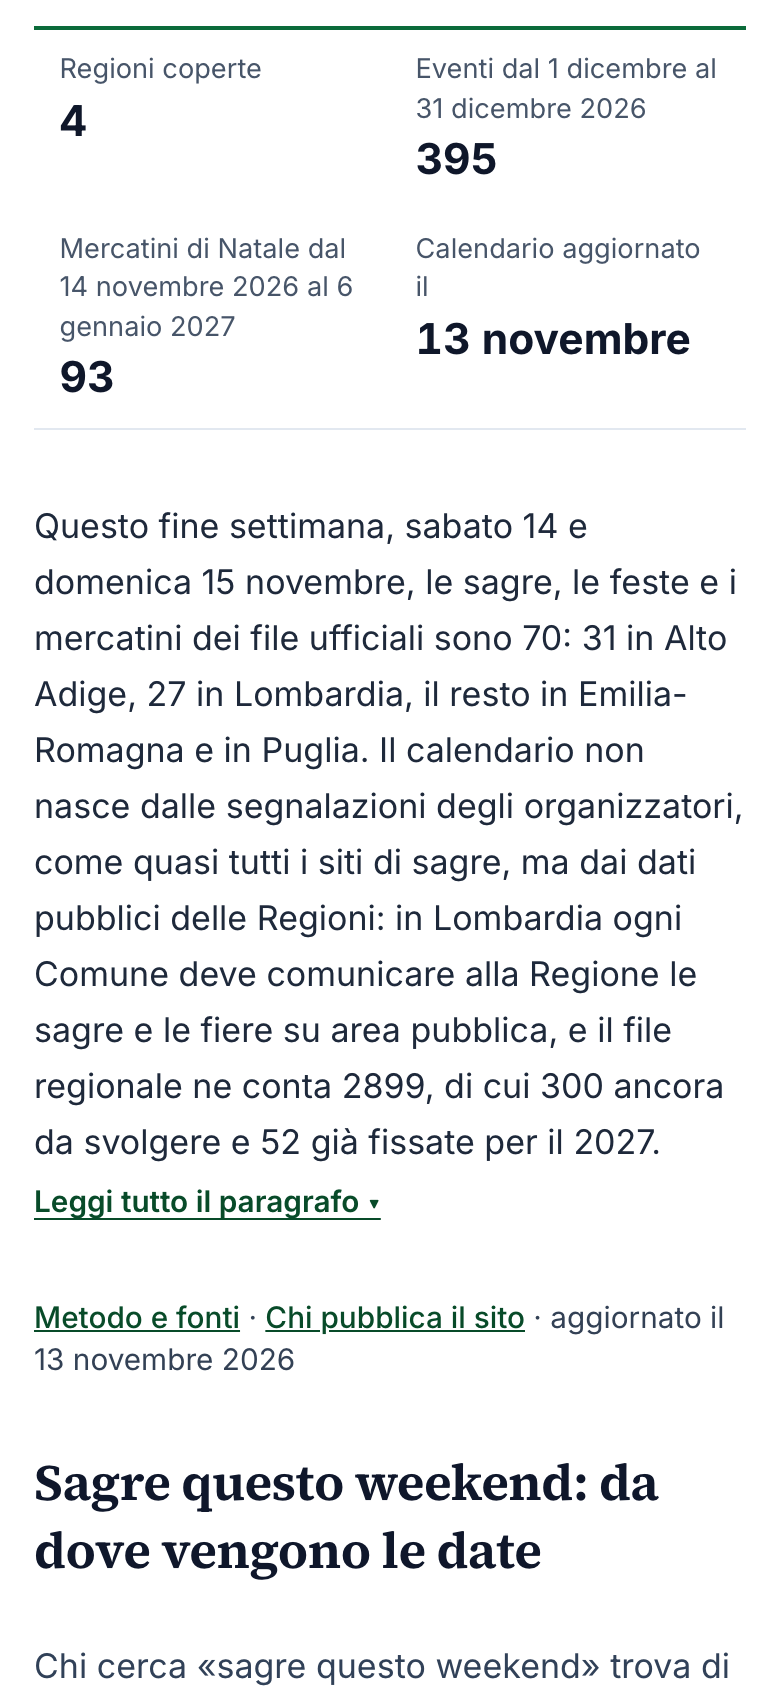 Regioni coperte
4
Eventi dal 1 dicembre al
31 dicembre 2026
395
Mercatini di Natale dal
14 novembre 2026 al 6
gennaio 2027
93
Calendario aggiornato
il
13 novembre
Questo fine settimana, sabato 14 e
domenica 15 novembre, le sagre, le feste e i
mercatini dei file ufficiali sono 70: 31 in Alto
Adige, 27 in Lombardia, il resto in Emilia-
Romagna e in Puglia. Il calendario non
nasce dalle segnalazioni degli organizzatori,
come quasi tutti i siti di sagre, ma dai dati
pubblici delle Regioni: in Lombardia ogni
Comune deve comunicare alla Regione le
sagre e le fiere su area pubblica, e il file
regionale ne conta 2899, di cui 300 ancora
da svolgere e 52 già fissate per il 2027.
Leggi tutto il paragrafo ▾
Metodo e fonti · Chi pubblica il sito · aggiornato il
13 novembre 2026
Sagre questo weekend: da
dove vengono le date
Chi cerca «sagre questo weekend» trova di